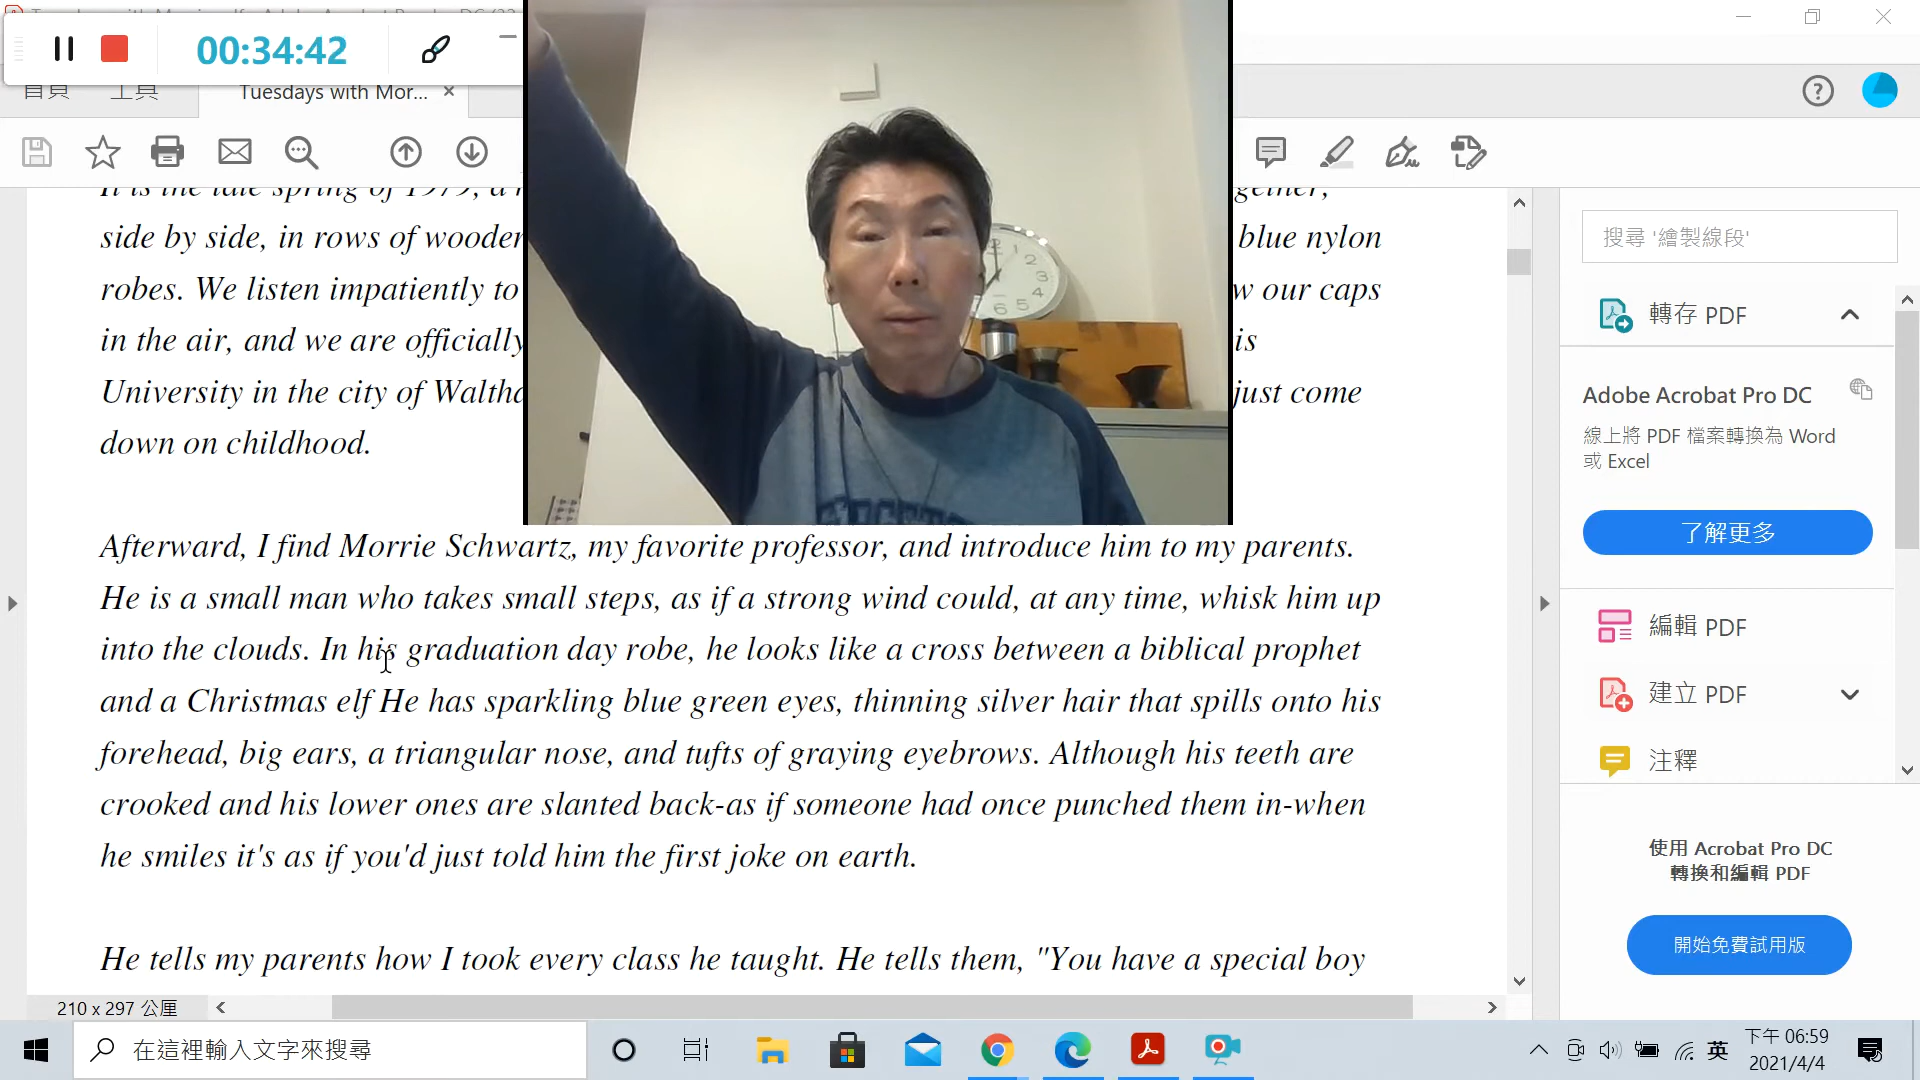 00:34:42
首頁 工具 Tuesdays with Mor...
It is the late spring of 1979, a
gether,
side by side, in rows of wooden
blue nylon
robes. We listen impatiently to
w our caps
in the air, and we are officially
is
University in the city of Waltha
just come
down on childhood.
Afterward, I find Morrie Schwartz, my favorite professor, and introduce him to my parents.
He is a small man who takes small steps, as if a strong wind could, at any time, whisk him up
into the clouds. In his graduation day robe, he looks like a cross between a biblical prophet
and a Christmas elf He has sparkling blue green eyes, thinning silver hair that spills onto his
forehead, big ears, a triangular nose, and tufts of graying eyebrows. Although his teeth are
crooked and his lower ones are slanted back-as if someone had once punched them in-when
he smiles it's as if you'd just told him the first joke on earth.
He tells my parents how I took every class he taught. He tells them, "You have a special boy
210 x 297 公厘
搜尋 '繪製線段'
轉存 PDF
Adobe Acrobat Pro DC
線上將 PDF 檔案轉換為 Word
或 Excel
了解更多
編輯 PDF
建立 PDF
注釋
使用 Acrobat Pro DC
轉換和編輯 PDF
開始免費試用版
在這裡輸入文字來搜尋
英
下午 06:59
2021/4/4